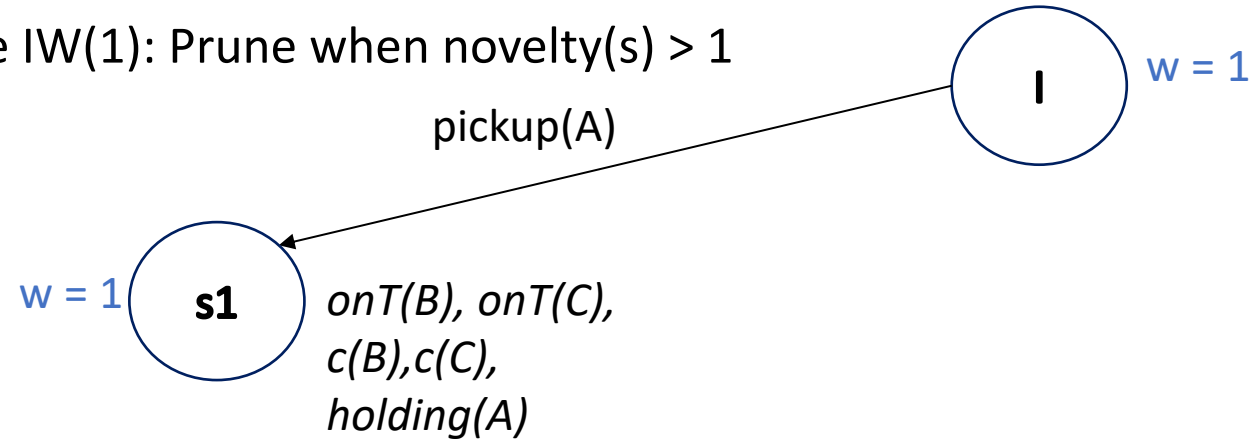 e IW(1): Prune when novelty(s) > 1
I
w = 1
pickup(A)
w = 1
s1
onT(B), onT(C),
c(B),c(C),
holding(A)